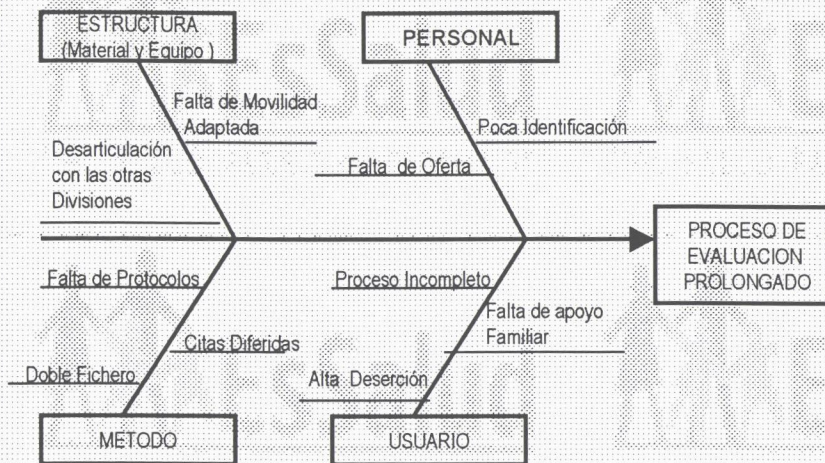 ESTRUCTURA
(Material y Equipo )
PERSONAL
Falta de Movilidad
Adaptada
Poca Identificación
Desarticulación
con las otras
Divisiones
Falta de Oferta
PROCESO DE
EVALUACION
PROLONGADO
Falta de Protocolos
Proceso Incompleto
Citas Diferidas
Falta de apoyo
Familiar
Doble Fichero
Alta Deserción
METODO
USUARIO
EsSalud
EsSalud